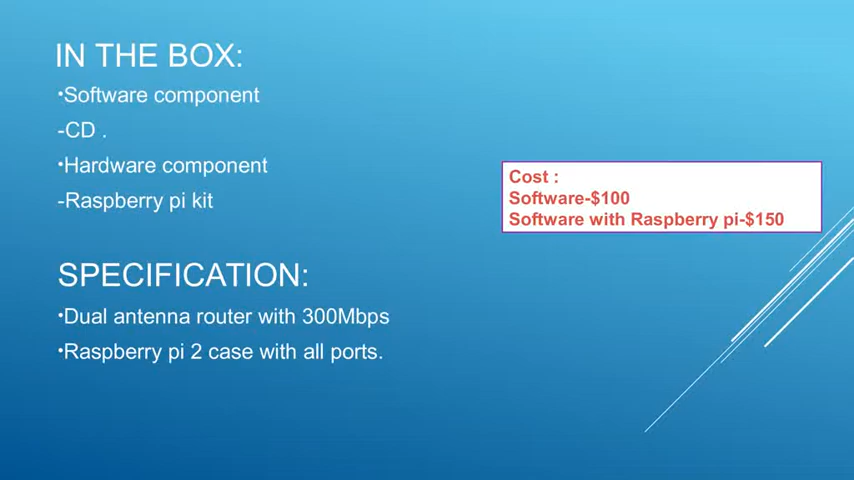 IN THE BOX:
•Software component
-CD .
•Hardware component
-Raspberry pi kit
Cost :
Software-$100
Software with Raspberry pi-$150
SPECIFICATION:
•Dual antenna router with 300Mbps
•Raspberry pi 2 case with all ports.